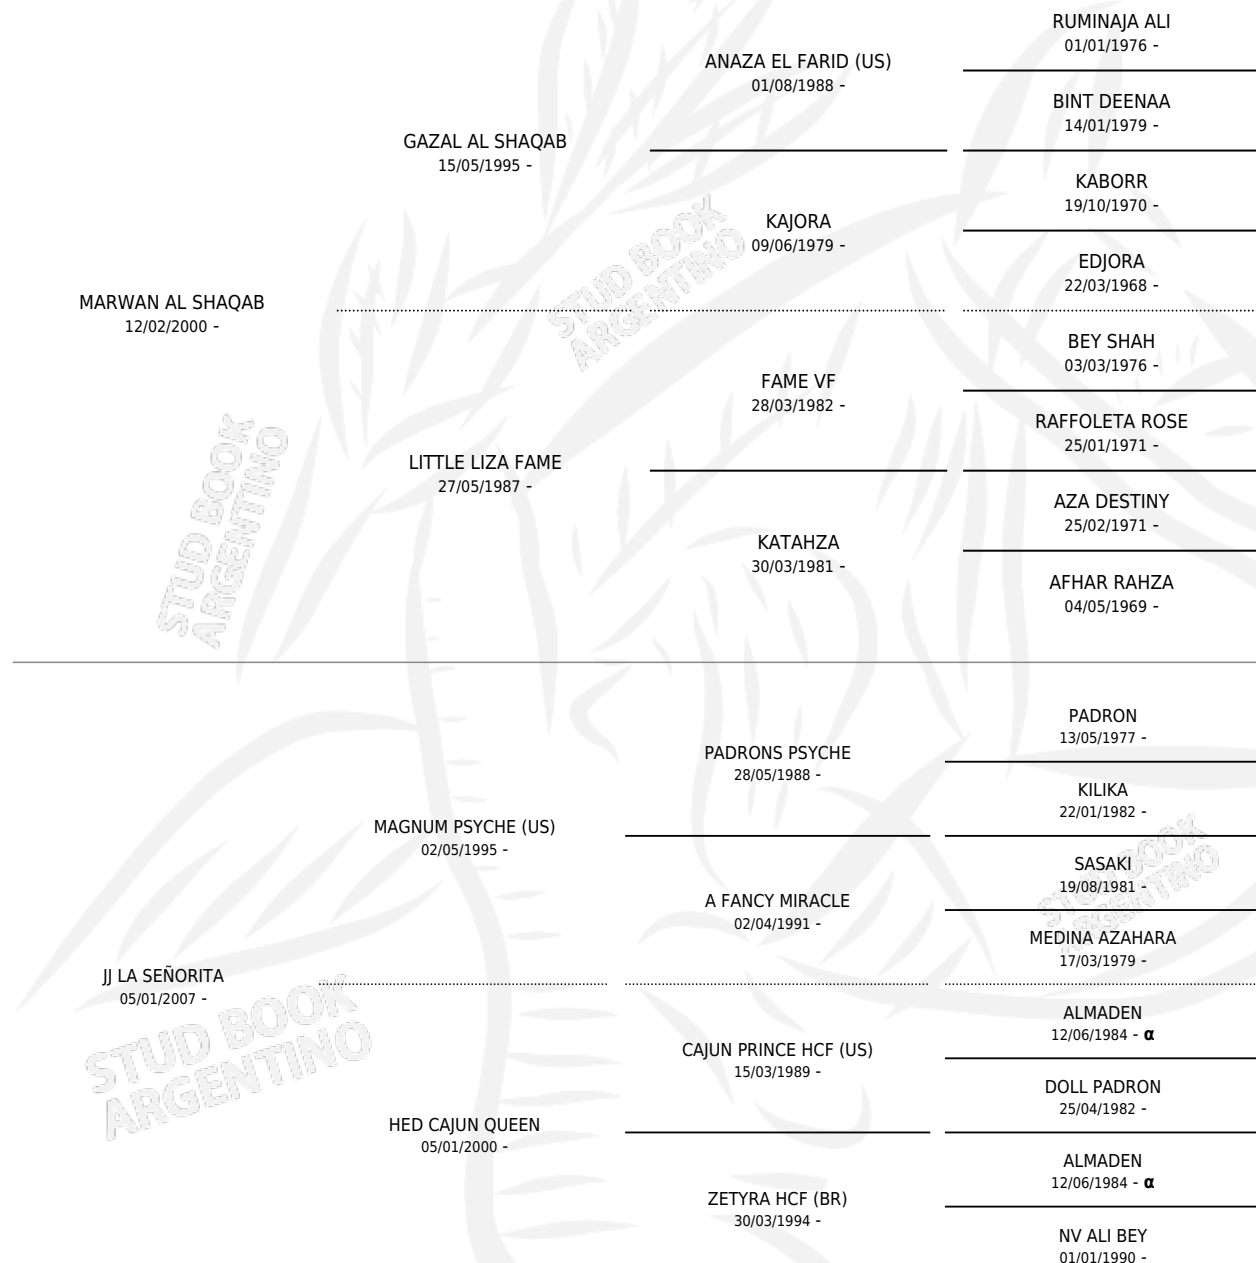 RUMINAJA ALI
01/01/1976 -
ANAZA EL FARID (US)
01/08/1988 -
BINT DEENAA
14/01/1979 -
GAZAL AL SHAQAB
15/05/1995 -
KABORR
19/10/1970 -
KAJORA
09/06/1979 -
EDJORA
22/03/1968 -
MARWAN AL SHAQAB
12/02/2000 -
BEY SHAH
03/03/1976 -
FAME VF
28/03/1982 -
RAFFOLETA ROSE
25/01/1971 -
LITTLE LIZA FAME
27/05/1987 -
AZA DESTINY
25/02/1971 -
KATAHZA
30/03/1981 -
AFHAR RAHZA
04/05/1969 -
PADRON
13/05/1977 -
PADRONS PSYCHE
28/05/1988 -
KILIKA
22/01/1982 -
MAGNUM PSYCHE (US)
02/05/1995 -
SASAKI
19/08/1981 -
A FANCY MIRACLE
02/04/1991 -
MEDINA AZAHARA
17/03/1979 -
JJ LA SEÑORITA
05/01/2007 -
ALMADEN
12/06/1984 - α
CAJUN PRINCE HCF (US)
15/03/1989 -
DOLL PADRON
25/04/1982 -
HED CAJUN QUEEN
05/01/2000 -
ALMADEN
12/06/1984 - α
ZETYRA HCF (BR)
30/03/1994 -
NV ALI BEY
01/01/1990 -
STUD BOOK
ARGENTINO
STUD BOOK
ARGENTINO
STUD BOOK
ARGENTINO
STUD BOOK
ARGENTINO